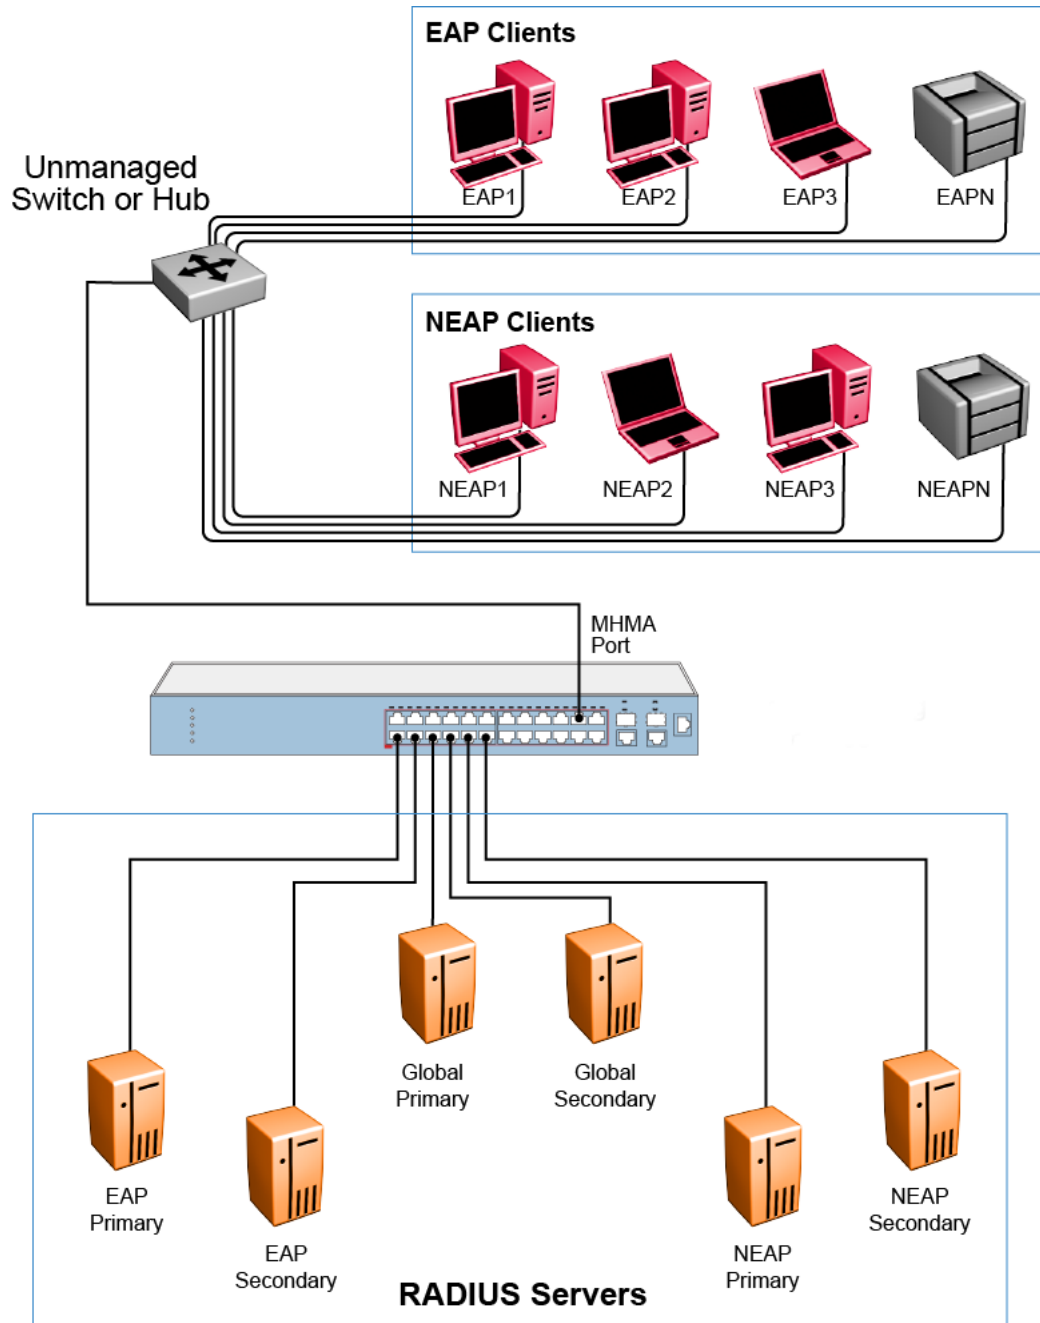 EAP Clients
EAP1
EAP2
EAP3
EAPN
Unmanaged
Switch or Hub
NEAP Clients
NEAP1
NEAP2
NEAP3
NEAPN
MHMA
Port
Global
Primary
Global
Secondary
EAP
Primary
EAP
Secondary
NEAP
Primary
NEAP
Secondary
RADIUS Servers